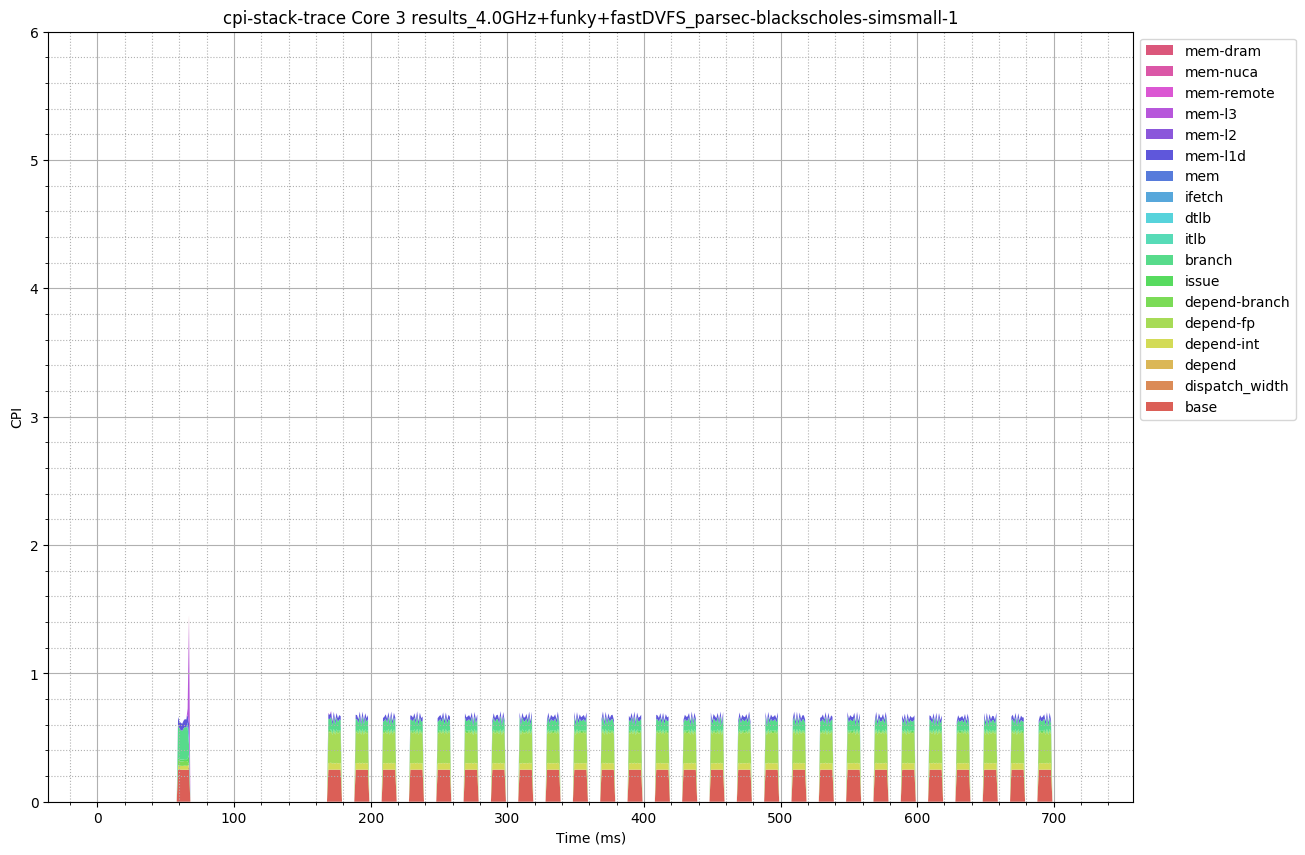 cpi-stack-trace Core 3 results_4.0GHz+funky+fastDVFS_parsec-blackscholes-simsmall-1
6
5
4
3
2
1
0
CPI
0 100 200 300 400 500 600 700
Time (ms)
mem-dram
mem-nuca
mem-remote
mem-l3
mem-l2
mem-l1d
mem
ifetch
dtlb
itlb
branch
issue
depend-branch
depend-fp
depend-int
depend
dispatch_width
base